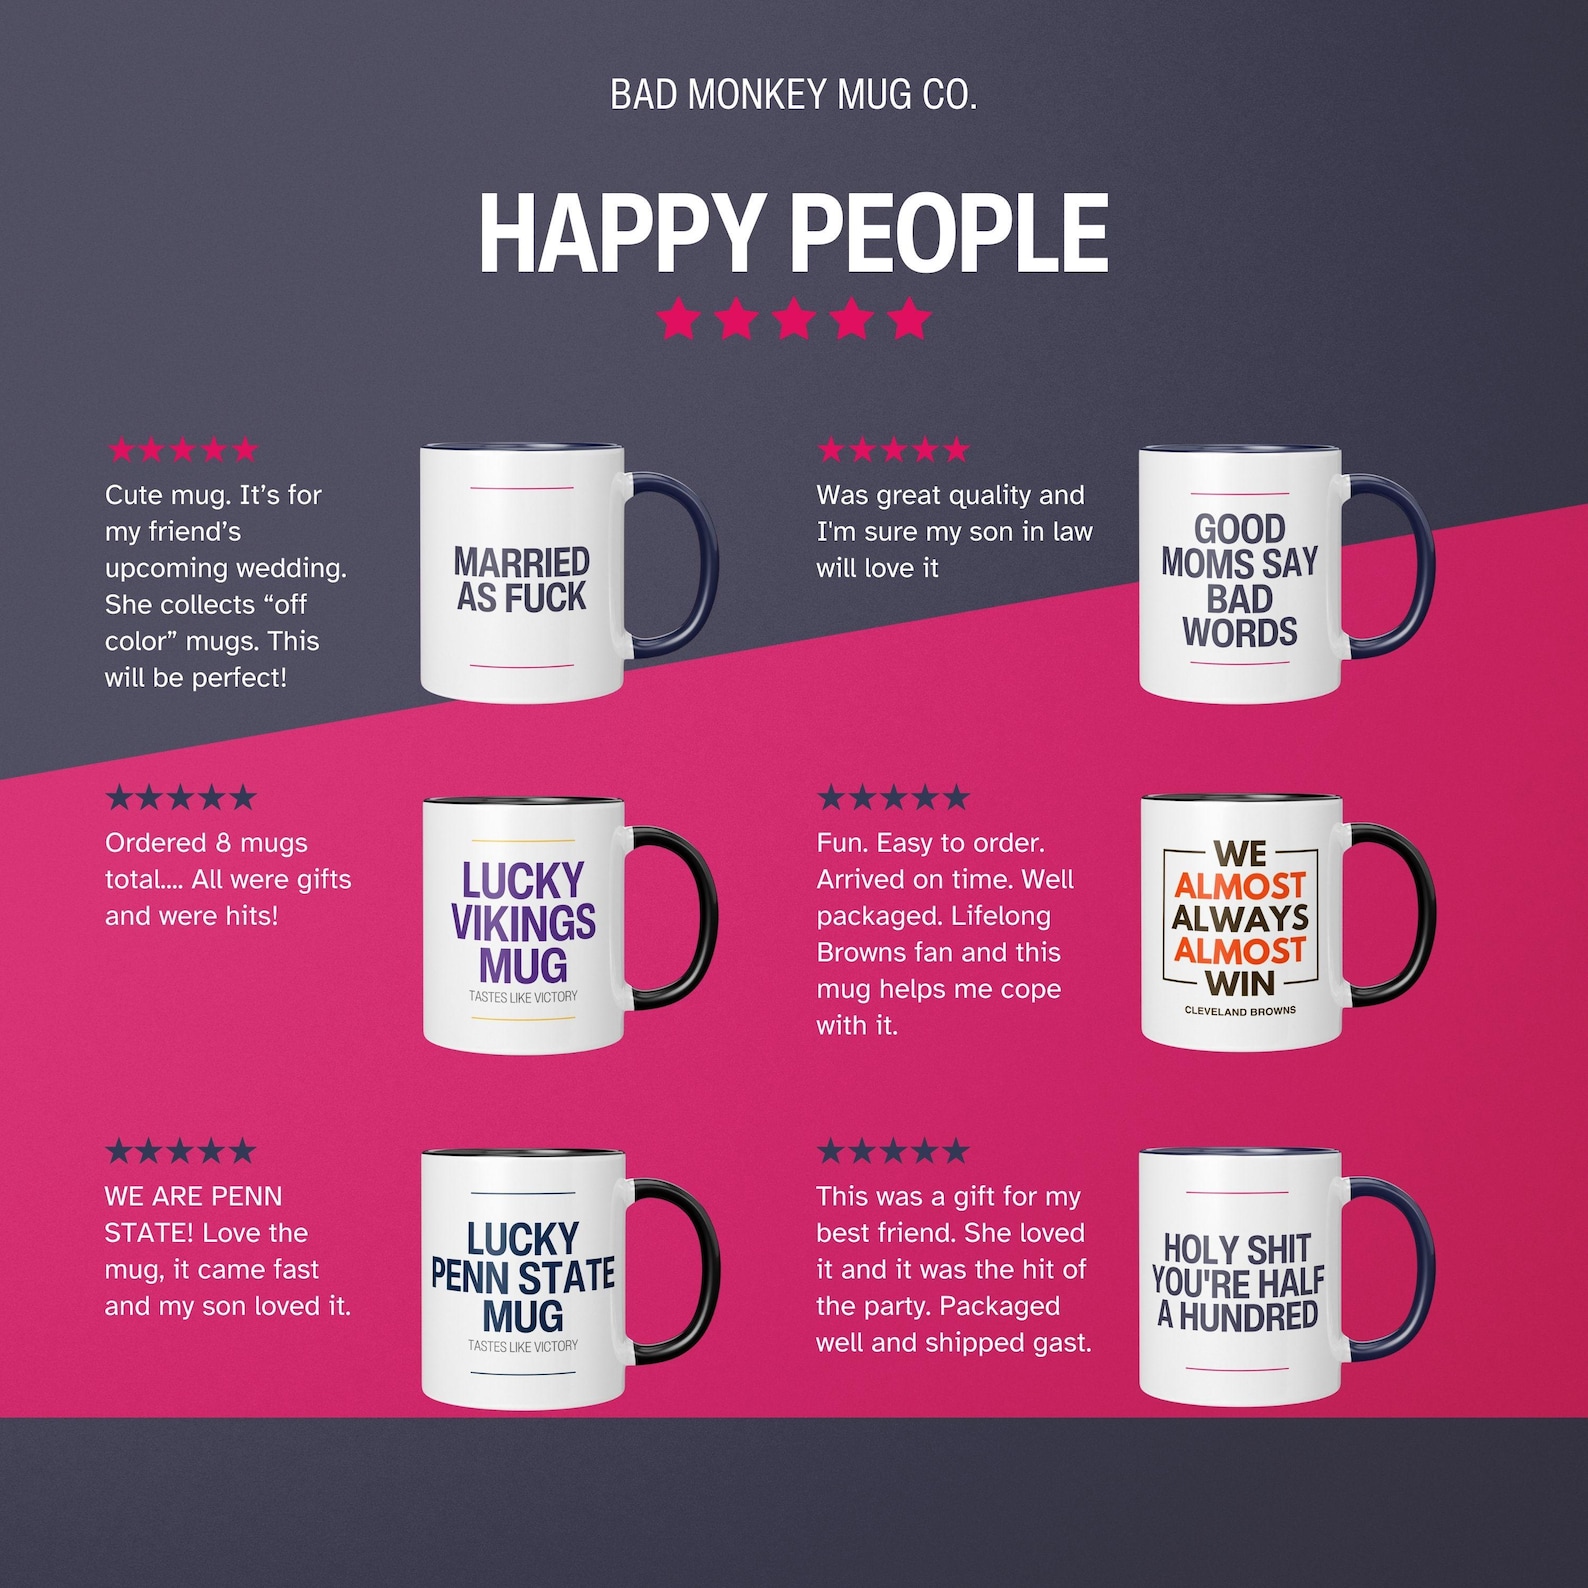 BAD MONKEY MUG CO.
HAPPY PEOPLE
Cute mug. It’s for
my friend’s
upcoming wedding.
She collects “off
color” mugs. This
will be perfect!
MARRIED
AS FUCK
Was great quality and
I'm sure my son in law
will love it
GOOD
MOMS SAY
BAD
WORDS
Ordered 8 mugs
total.... All were gifts
and were hits!
LUCKY
VIKINGS
MUG
TASTES LIKE VICTORY
Fun. Easy to order.
Arrived on time. Well
packaged. Lifelong
Browns fan and this
mug helps me cope
with it.
WE
ALMOST
ALWAYS
ALMOST
WIN
CLEVELAND BROWNS
WE ARE PENN
STATE! Love the
mug, it came fast
and my son loved it.
LUCKY
PENN STATE
MUG
TASTES LIKE VICTORY
This was a gift for my
best friend. She loved
it and it was the hit of
the party. Packaged
well and shipped gast.
HOLY SHIT
YOU'RE HALF
A HUNDRED